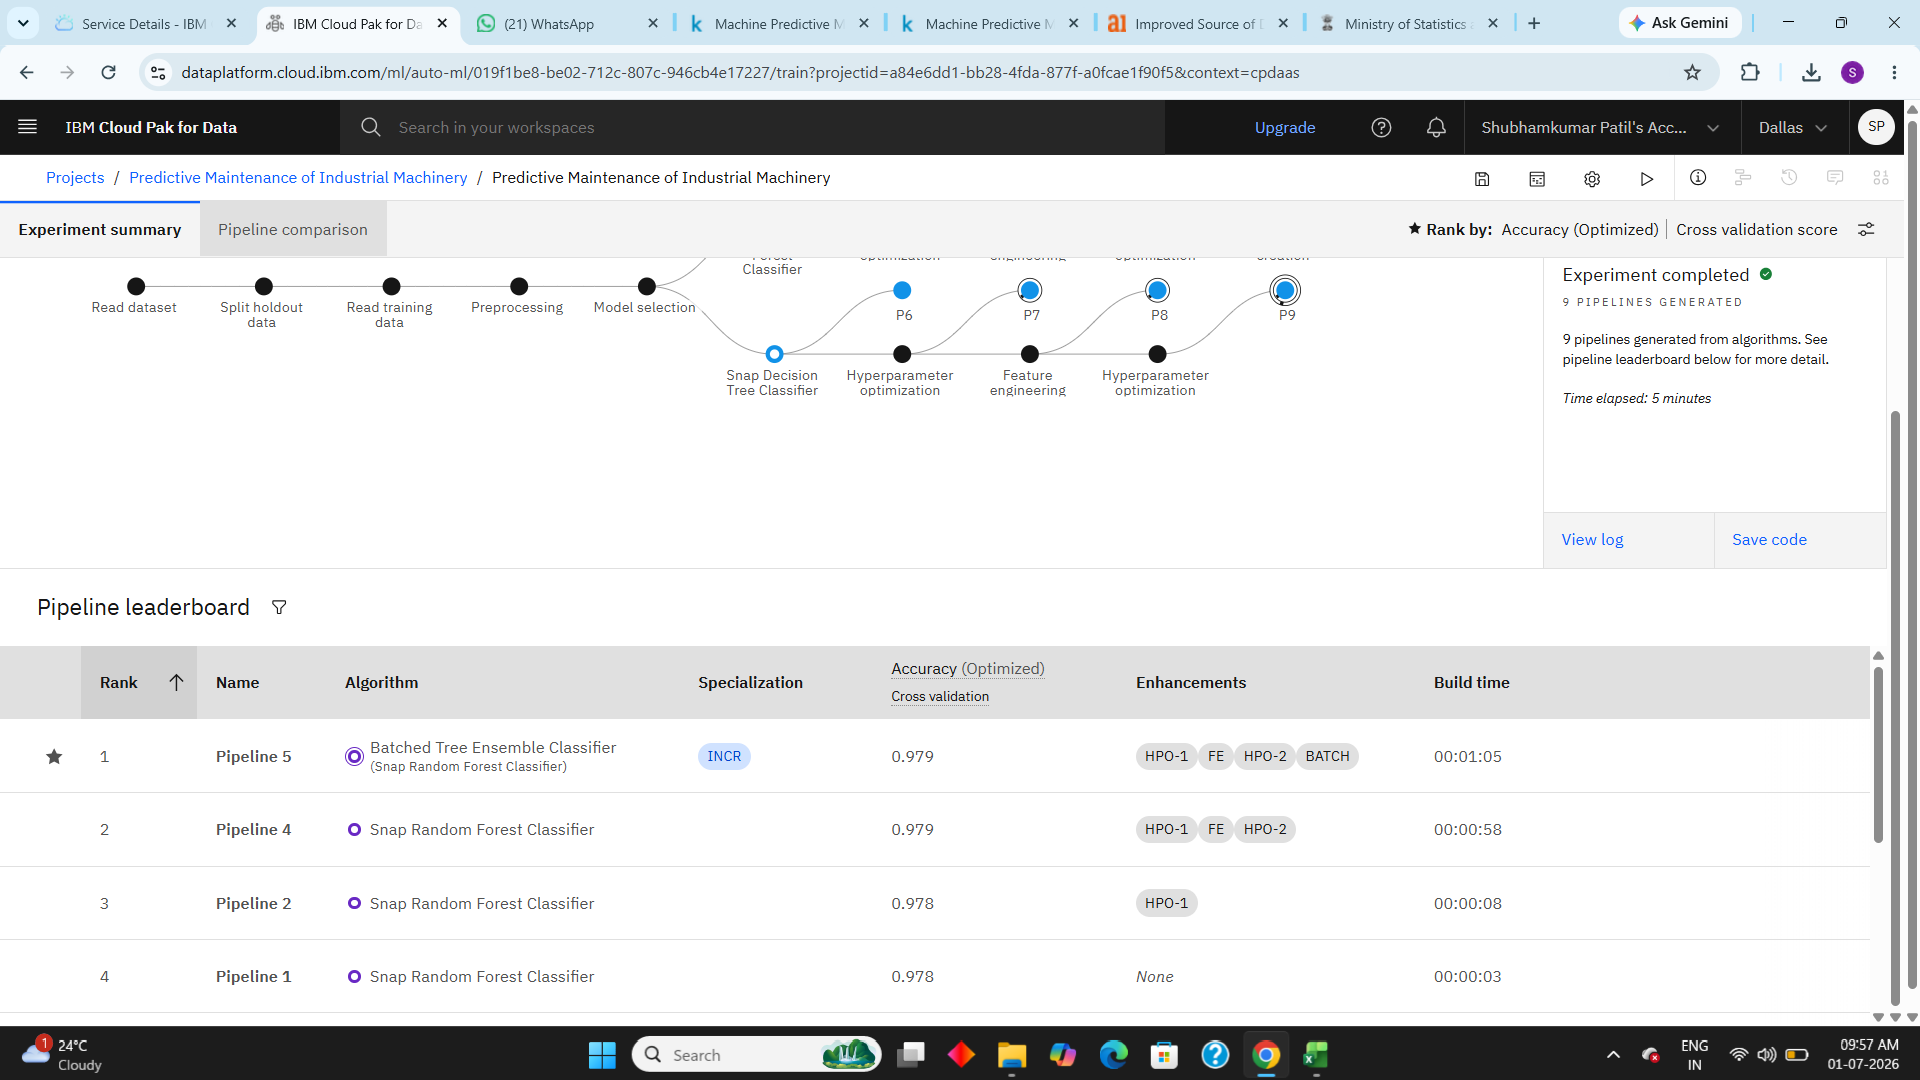 Service Details - IBM
IBM Cloud Pak for Da
(21) WhatsApp
Machine Predictive M
Machine Predictive M
Improved Source of D
Ministry of Statistics a
Ask Gemini
dataplatform.cloud.ibm.com/ml/auto-ml/019f1be8-be02-712c-807c-946cb4e17227/train?projectid=a84e6dd1-bb28-4fda-877f-a0fcae1f90f5&context=cpdaas
S
IBM Cloud Pak for Data
Search in your workspaces
Upgrade
Shubhamkumar Patil's Acc...
Dallas
SP
Projects / Predictive Maintenance of Industrial Machinery / Predictive Maintenance of Industrial Machinery
Experiment summary
Pipeline comparison
Rank by: Accuracy (Optimized) | Cross validation score
Forest
Classifier
optimization
engineering
optimization
creation
Read dataset
Split holdout
data
Read training
data
Preprocessing
Model selection
P6
P7
P8
P9
Snap Decision
Tree Classifier
Hyperparameter
optimization
Feature
engineering
Hyperparameter
optimization
Experiment completed
9 PIPELINES GENERATED
9 pipelines generated from algorithms. See
pipeline leaderboard below for more detail.
Time elapsed: 5 minutes
View log
Save code
Pipeline leaderboard
Rank
Name
Algorithm
Specialization
Accuracy (Optimized)
Cross validation
Enhancements
Build time
1
Pipeline 5
Batched Tree Ensemble Classifier
(Snap Random Forest Classifier)
INCR
0.979
HPO-1 FE HPO-2 BATCH
00:01:05
2
Pipeline 4
Snap Random Forest Classifier
0.979
HPO-1 FE HPO-2
00:00:58
3
Pipeline 2
Snap Random Forest Classifier
0.978
HPO-1
00:00:08
4
Pipeline 1
Snap Random Forest Classifier
0.978
None
00:00:03
1
24°C
Cloudy
Search
ENG
IN
09:57 AM
01-07-2026